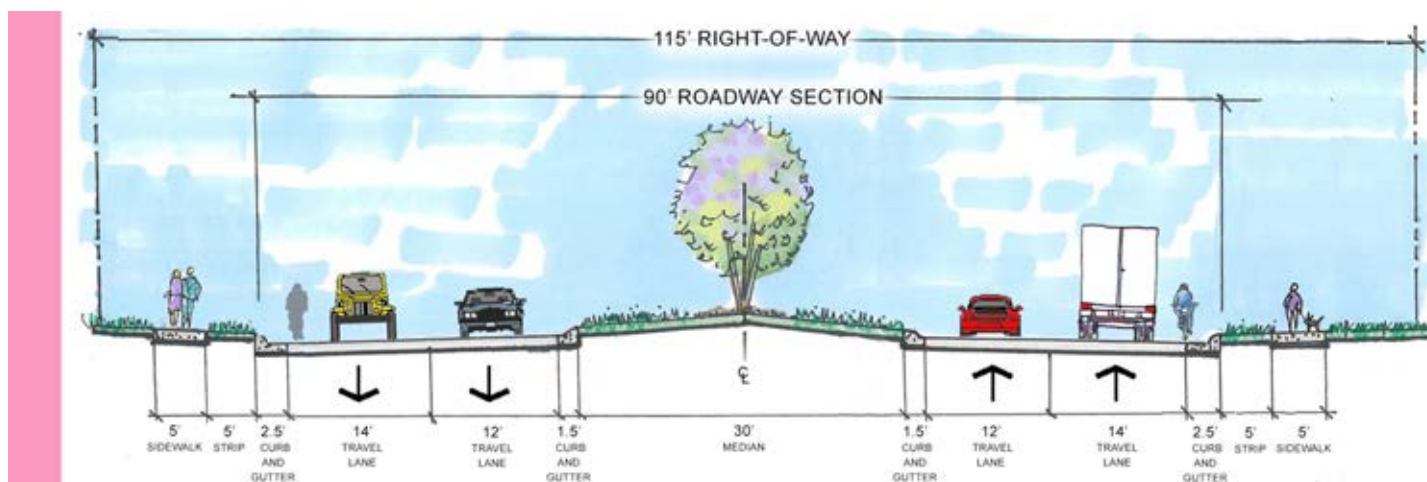 115' RIGHT-OF-WAY
90' ROADWAY SECTION
℄
5' 5' 2.5' 14' 12' 1.5' 30' 1.5' 12' 14' 2.5' 5' 5'
SIDEWALK STRIP CURB TRAVEL TRAVEL CURB MEDIAN CURB TRAVEL TRAVEL CURB STRIP SIDEWALK
AND LANE LANE AND AND LANE LANE AND
GUTTER GUTTER GUTTER GUTTER